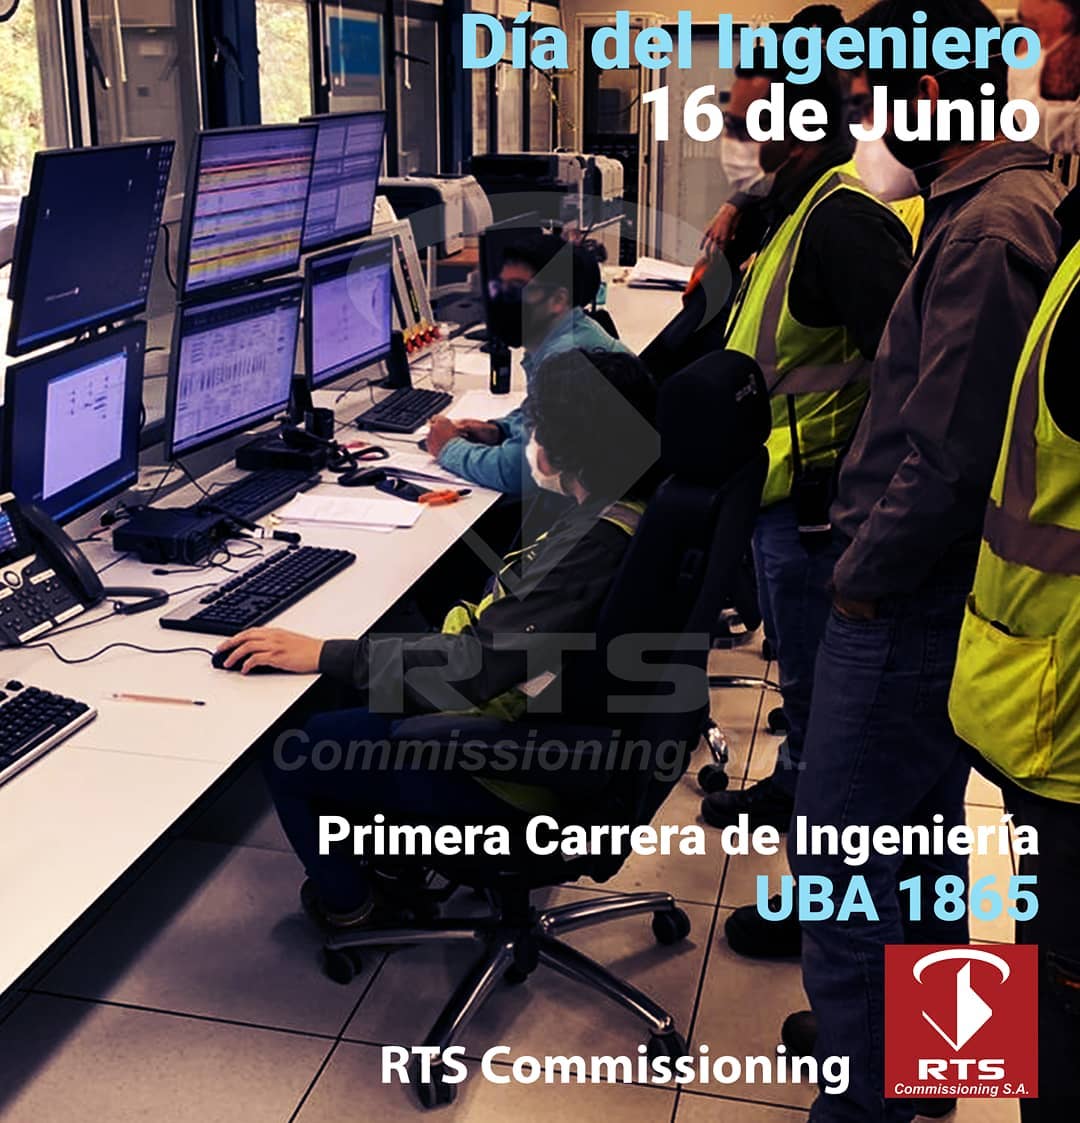 Día del Ingeniero
16 de Junio
RTS
Commissioning S.A.
Primera Carrera de Ingeniería
UBA 1865
RTS Commissioning
RTS
Commissioning S.A.